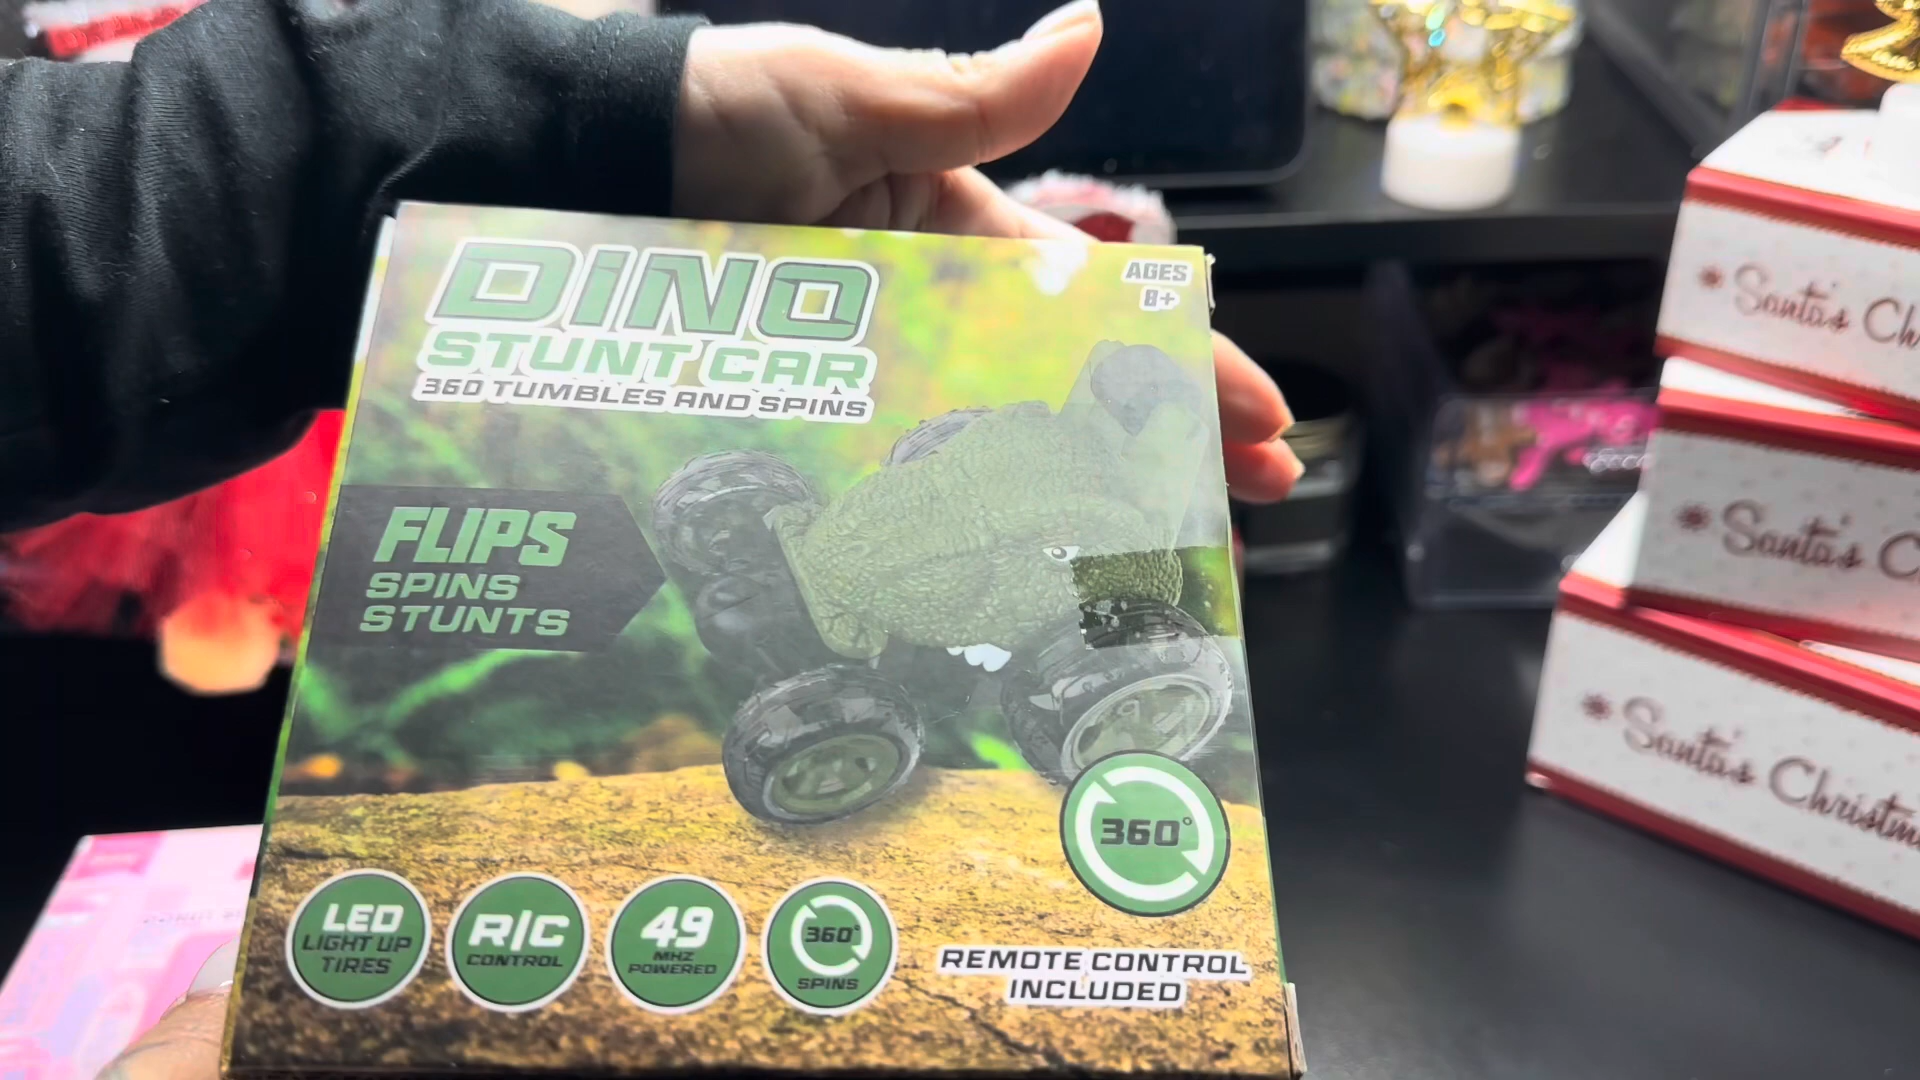 DINO
STUNT CAR
360 TUMBLES AND SPINS
AGES
8+
FLIPS
SPINS
STUNTS
360°
LED
LIGHT UP
TIRES
R/C
CONTROL
49
MHZ
POWERED
360°
SPINS
REMOTE CONTROL
INCLUDED
Santa's Ch
Santa's C
Santa's Christm